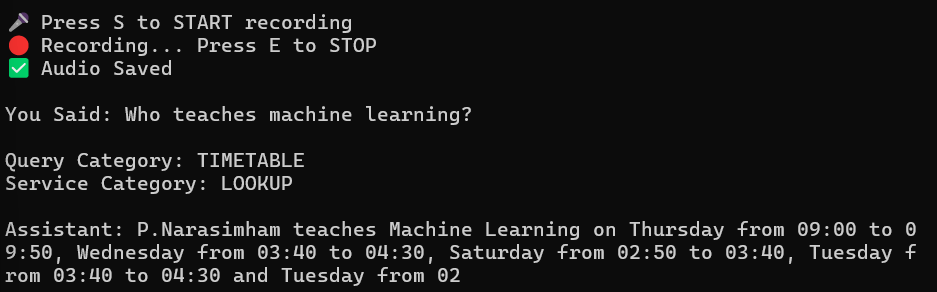 🎤 Press S to START recording
🔴 Recording... Press E to STOP
✅ Audio Saved
You Said: Who teaches machine learning?
Query Category: TIMETABLE
Service Category: LOOKUP
Assistant: P.Narasimham teaches Machine Learning on Thursday from 09:00 to 0
9:50, Wednesday from 03:40 to 04:30, Saturday from 02:50 to 03:40, Tuesday f
rom 03:40 to 04:30 and Tuesday from 02